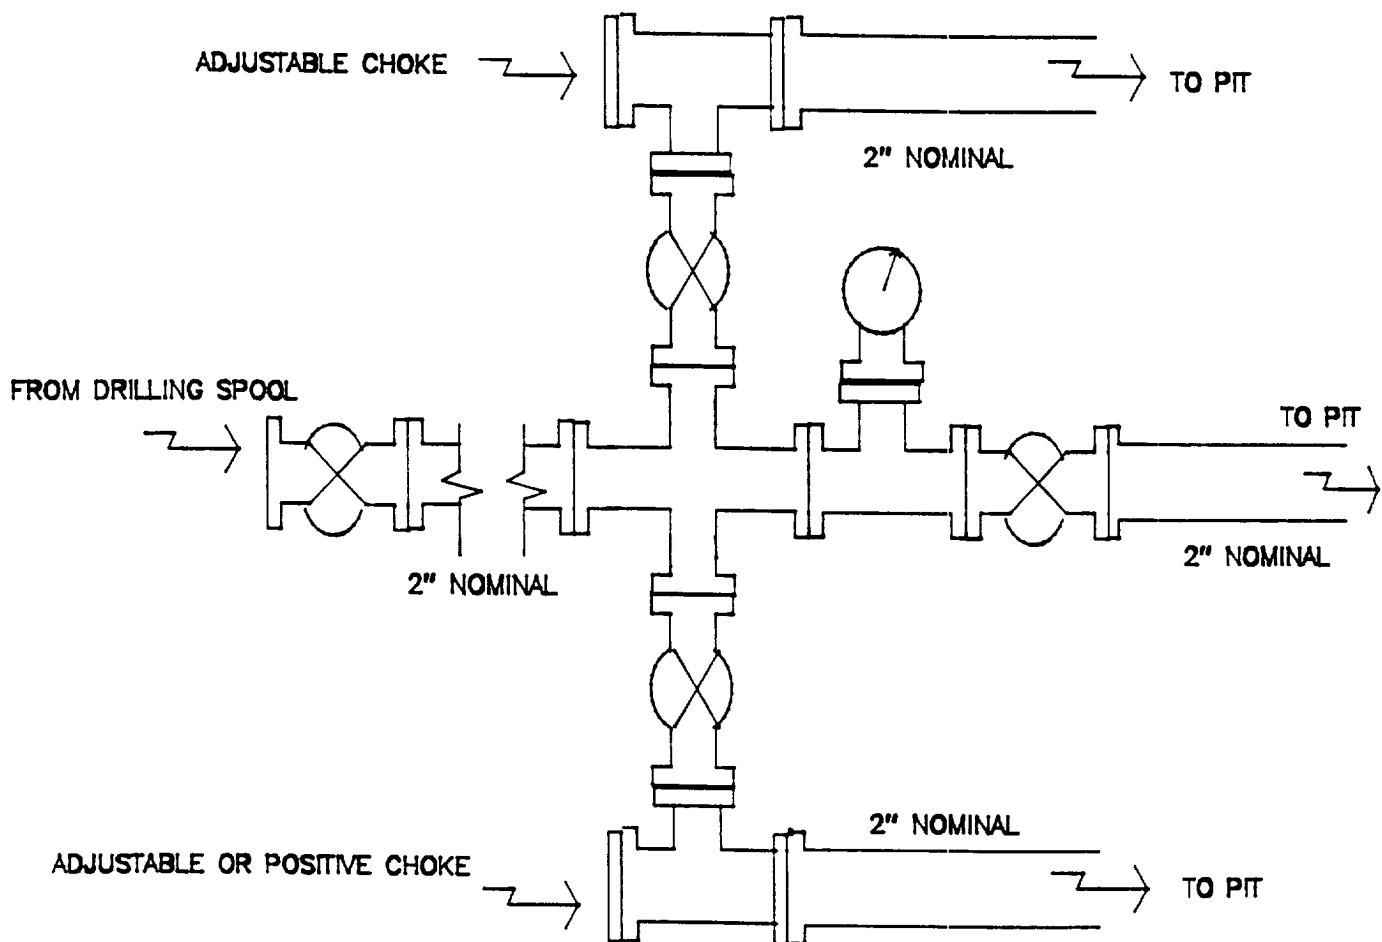 ADJUSTABLE CHOKE
TO PIT
2" NOMINAL
FROM DRILLING SPOOL
TO PIT
2" NOMINAL
2" NOMINAL
2" NOMINAL
ADJUSTABLE OR POSITIVE CHOKE
TO PIT